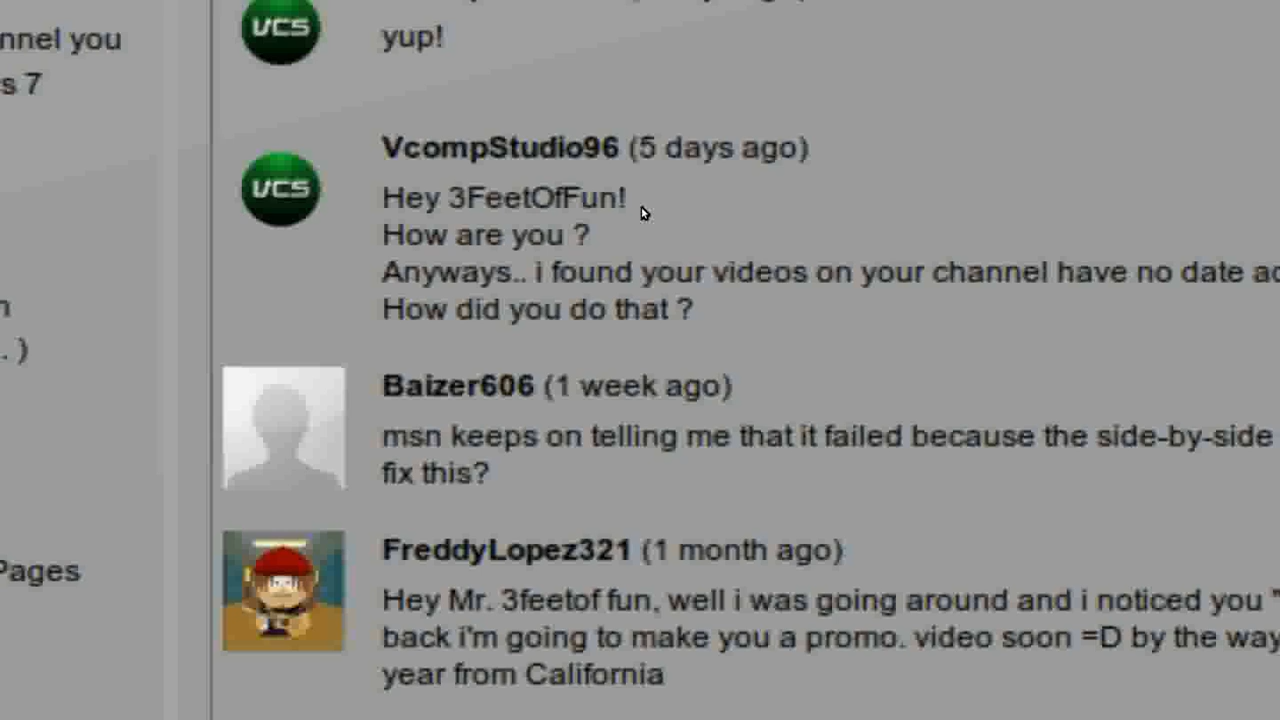 nnel you
s 7
. )
Pages
VCS
yup!
VCS
VcompStudio96 (5 days ago)
Hey 3FeetOfFun!
How are you ?
Anyways.. i found your videos on your channel have no date
How did you do that ?
Baizer606 (1 week ago)
msn keeps on telling me that it failed because the side-by-side
fix this?
FreddyLopez321 (1 month ago)
Hey Mr. 3feetof fun, well i was going around and i noticed you "
back i'm going to make you a promo. video soon =D by the way
year from California